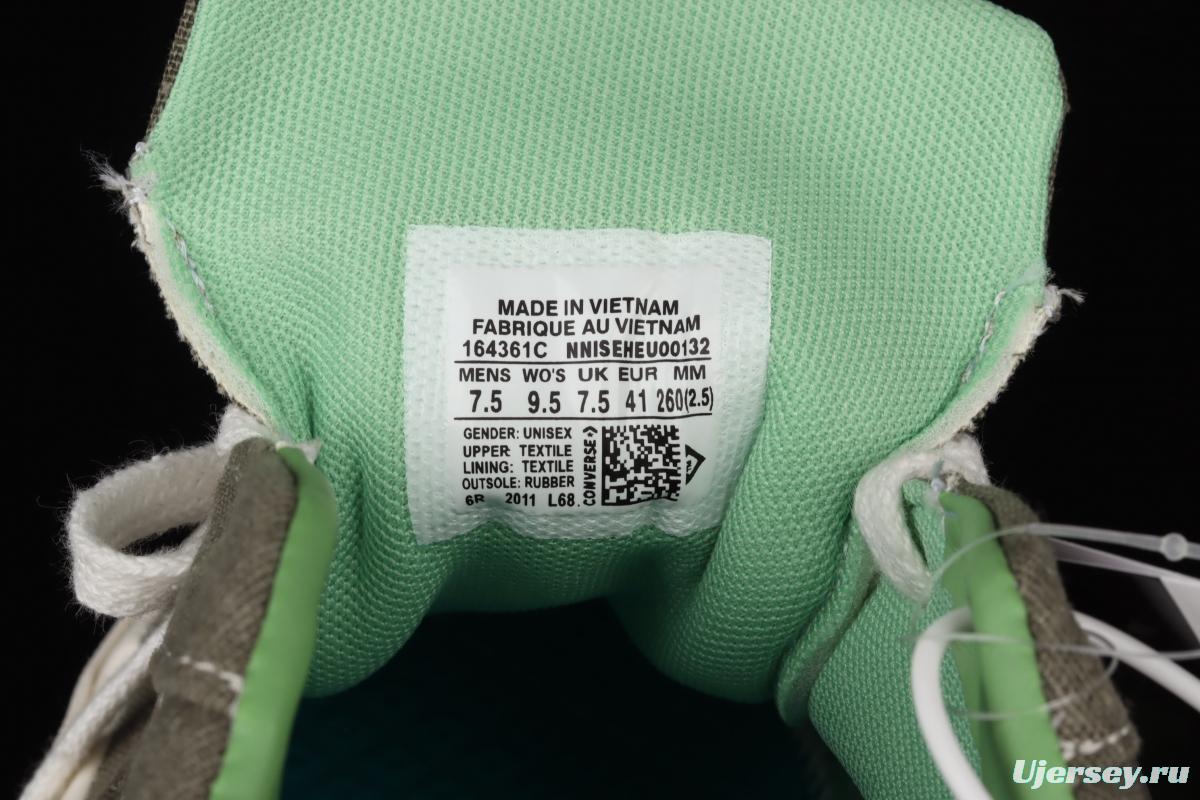 MADE IN VIETNAM
FABRIQUE AU VIETNAM
164361C NNISEHEU00132
MENS WO'S UK EUR MM
7.5 9.5 7.5 41 260(2.5)
GENDER: UNISEX
UPPER: TEXTILE
LINING: TEXTILE
OUTSOLE: RUBBER
6B 2011 L68.
CONVERSE
Ujersey.ru